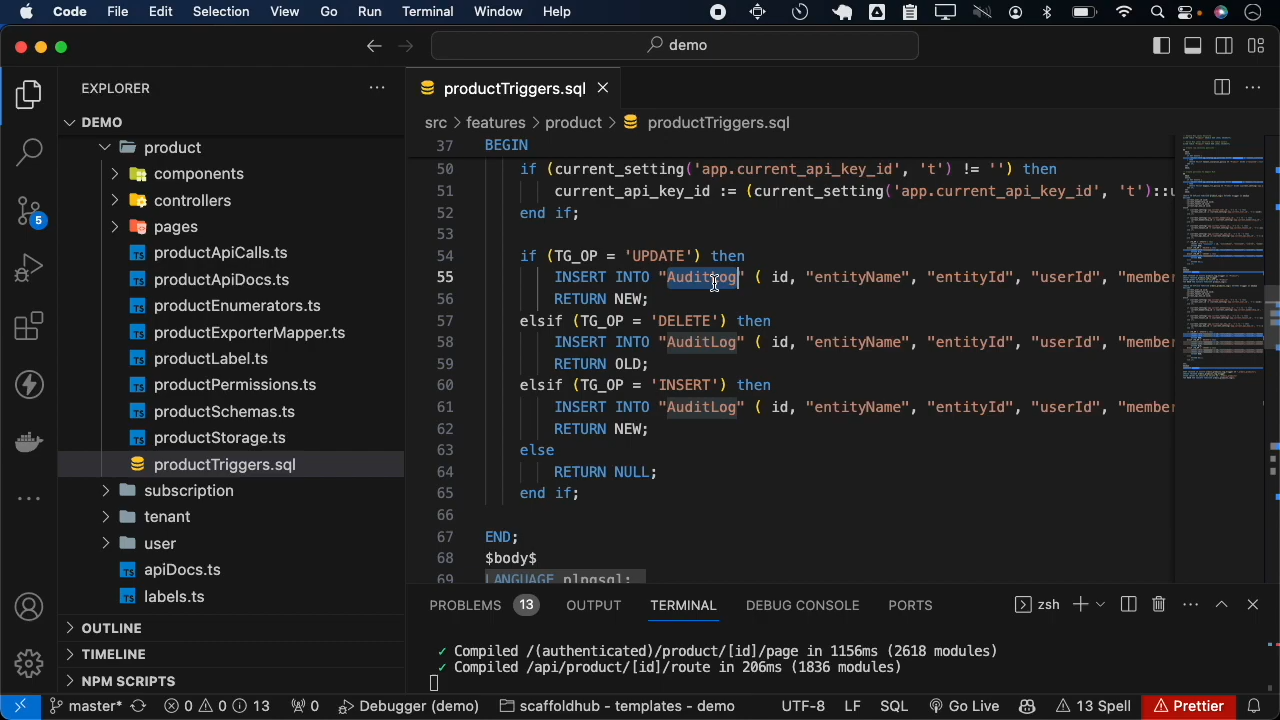 Code File Edit Selection View Go Run Terminal Window Help
demo
EXPLORER
productTriggers.sql
DEMO
src > features > product > productTriggers.sql
product
components
controllers
pages
productApiCalls.ts
productApiDocs.ts
productEnumerators.ts
productExporterMapper.ts
productLabel.ts
productPermissions.ts
productSchemas.ts
productStorage.ts
productTriggers.sql
subscription
tenant
user
apiDocs.ts
labels.ts
OUTLINE
TIMELINE
NPM SCRIPTS
5
37 BEGIN
if (current_setting('app.current_api_key_id', 't') != '') then
51 current_api_key_id = (current_setting('app.current_api_key_id', 't')::u
52 end if;
53
if (TG_OP = 'UPDATE') then
55 INSERT INTO "AuditLog" ( id, "entityName", "entityId", "userId", "member
56 RETURN NEW;
57 elsif (TG_OP = 'DELETE') then
58 INSERT INTO "AuditLog" ( id, "entityName", "entityId", "userId", "member
59 RETURN OLD;
60 elsif (TG_OP = 'INSERT') then
61 INSERT INTO "AuditLog" ( id, "entityName", "entityId", "userId", "member
62 RETURN NEW;
63 else
64 RETURN NULL;
65 end if;
66
67 END;
68 $body$
69 LANGUAGE plpgsql;
PROBLEMS 13 OUTPUT TERMINAL DEBUG CONSOLE PORTS zsh
✓ Compiled /(authenticated)/product/[id]/page in 1156ms (2618 modules)
✓ Compiled /api/product/[id]/route in 206ms (1836 modules)
master* 0 0 13 0 Debugger (demo) scaffoldhub - templates - demo UTF-8 LF SQL Go Live 13 Spell Prettier